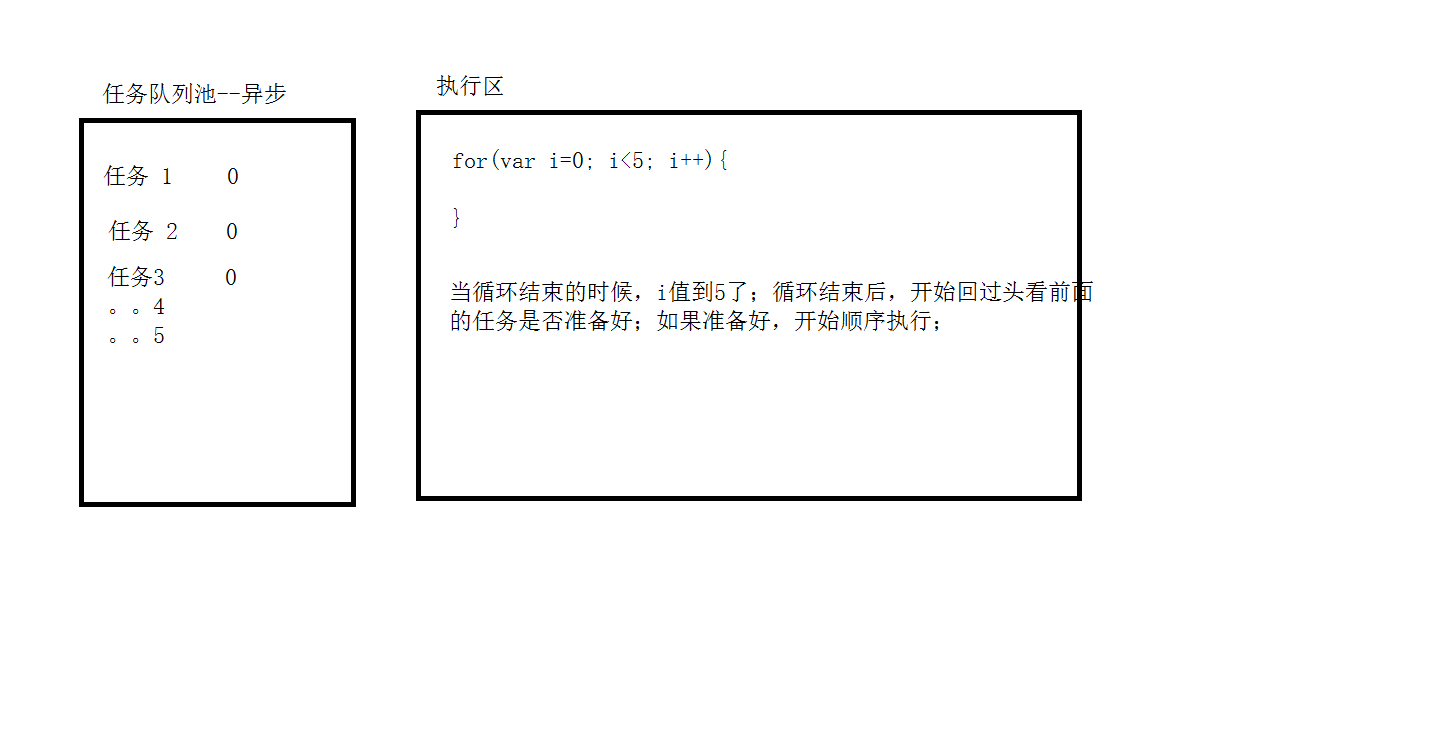 任务队列池--异步
任务 1 0
任务 2 0
任务3 0
。。4
。。5
执行区
for(var i=0; i<5; i++){
}
当循环结束的时候，i值到5了；循环结束后，开始回过头看前面
的任务是否准备好；如果准备好，开始顺序执行；